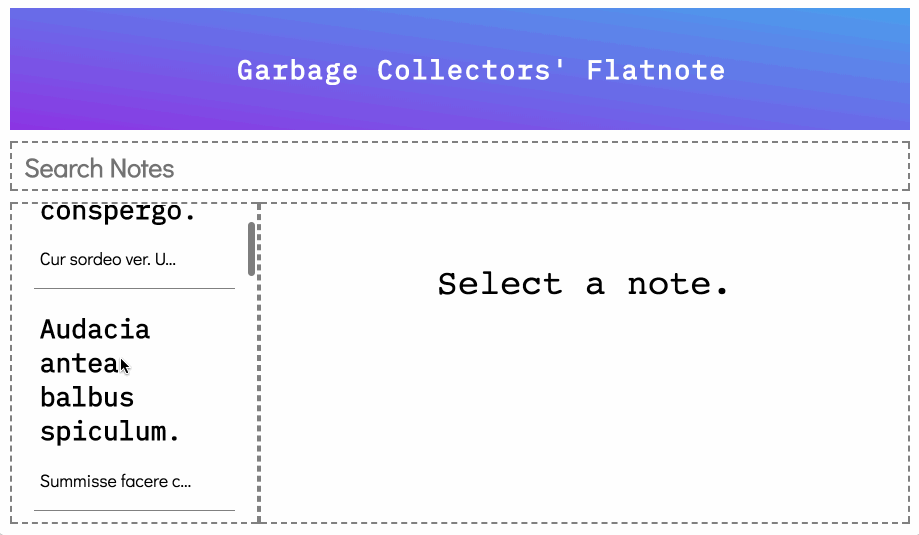 Garbage Collectors' Flatnote
Search Notes
conspergo.
Cur sordeo ver. U...
Select a note.
Audacia
antea
balbus
spiculum.
Summisse facere c...